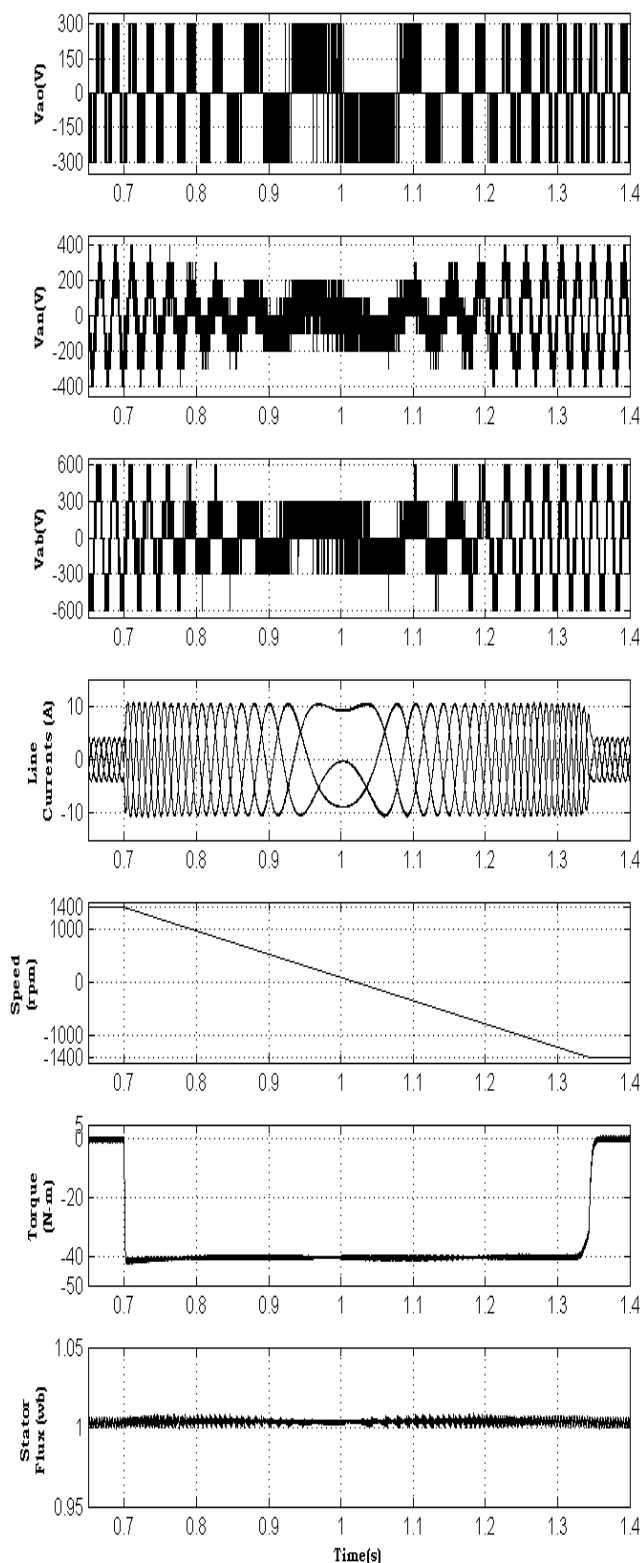 300
150
Vao(V)
0
-150
-300
0.7 0.8 0.9 1 1.1 1.2 1.3 1.4
400
200
Van(V)
0
-200
-400
0.7 0.8 0.9 1 1.1 1.2 1.3 1.4
600
300
Vab(V)
0
-300
-600
0.7 0.8 0.9 1 1.1 1.2 1.3 1.4
10
Line
Currents (A)
0
-10
0.7 0.8 0.9 1 1.1 1.2 1.3 1.4
1400
1000
Speed
(rpm)
0
-1000
-1400
0.7 0.8 0.9 1 1.1 1.2 1.3 1.4
5
0
Torque
(N-m)
-20
-40
-50
0.7 0.8 0.9 1 1.1 1.2 1.3 1.4
1.05
Stator
Flux (wb)
1
0.95
0.7 0.8 0.9 1 1.1 1.2 1.3 1.4
Time(s)